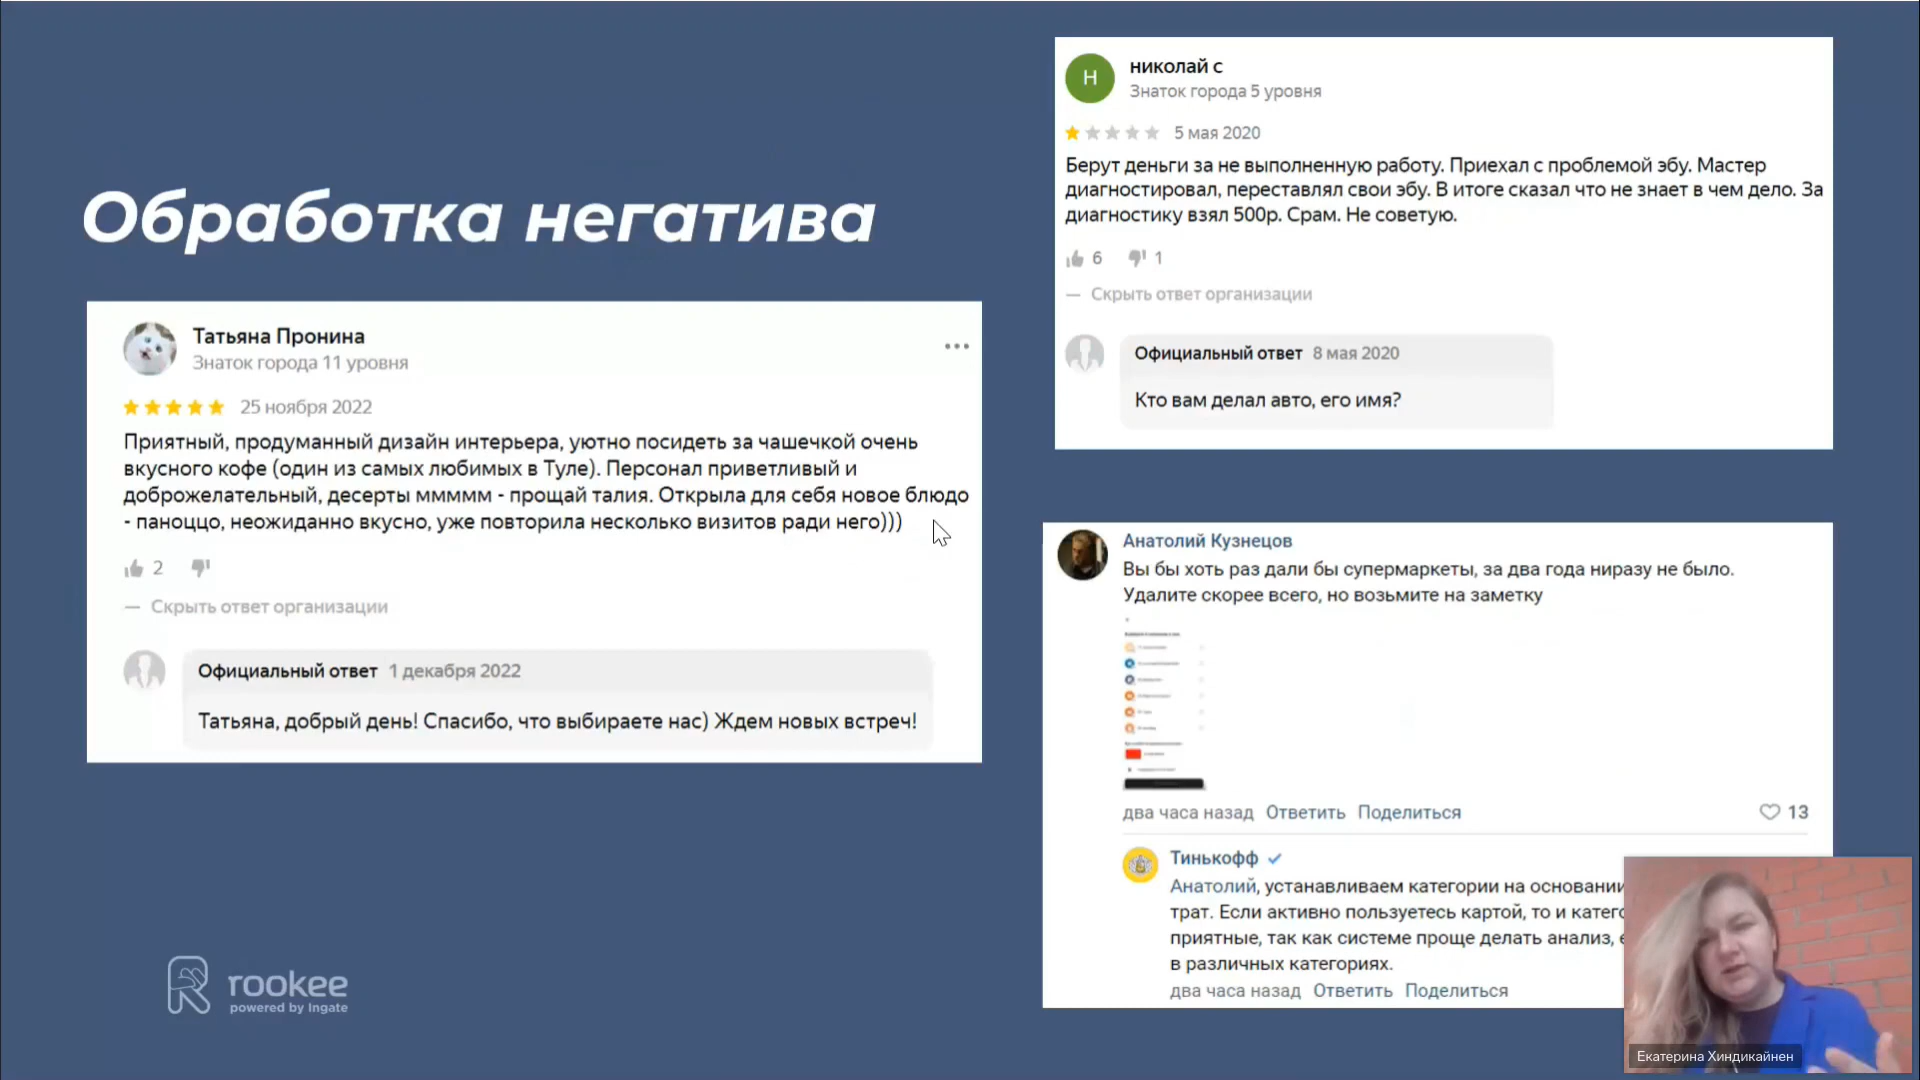 Обработка негатива
Татьяна Пронина
Знаток города 11 уровня
25 ноября 2022
Приятный, продуманный дизайн интерьера, уютно посидеть за чашечкой очень
вкусного кофе (один из самых любимых в Туле). Персонал приветливый и
доброжелательный, десерты ммммм - прощай талия. Открыла для себя новое блюдо
- паноццо, неожиданно вкусно, уже повторила несколько визитов ради него)))
2
— Скрыть ответ организации
Официальный ответ 1 декабря 2022
Татьяна, добрый день! Спасибо, что выбираете нас) Ждем новых встреч!
rookee
powered by Ingate
Н
николай с
Знаток города 5 уровня
5 мая 2020
Берут деньги за не выполненную работу. Приехал с проблемой эбу. Мастер
диагностировал, переставлял свои эбу. В итоге сказал что не знает в чем дело. За
диагностику взял 500р. Срам. Не советую.
6 1
— Скрыть ответ организации
Официальный ответ 8 мая 2020
Кто вам делал авто, его имя?
Анатолий Кузнецов
Вы бы хоть раз дали бы супермаркеты, за два года ниразу не было.
Удалите скорее всего, но возьмите на заметку
два часа назад Ответить Поделиться 13
Тинькофф
Анатолий, устанавливаем категории на основании
трат. Если активно пользуетесь картой, то и катего
приятные, так как системе проще делать анализ,
в различных категориях.
два часа назад Ответить Поделиться
Екатерина Хиндикайнен